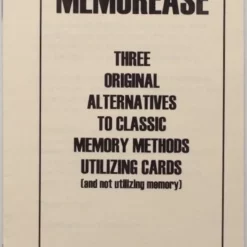 MEMOREASE
THREE
ORIGINAL
ALTERNATIVES
TO CLASSIC
MEMORY METHODS
UTILIZING CARDS
(and not utilizing memory)